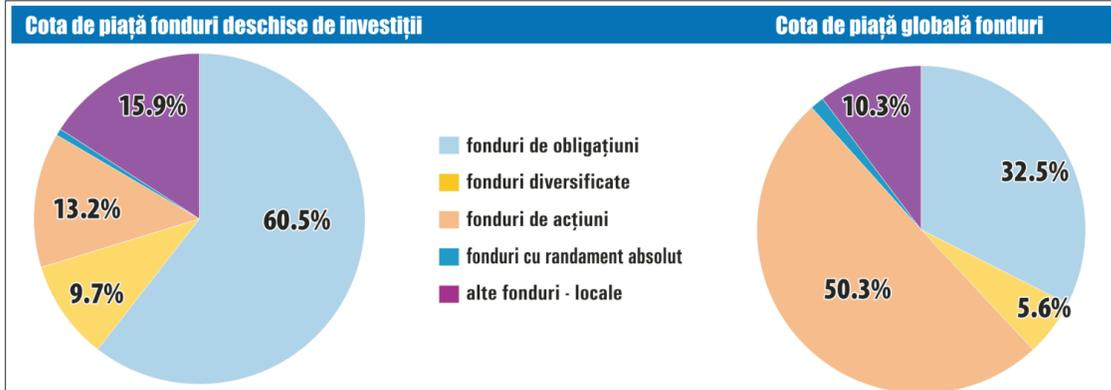 Cota de piață fonduri deschise de investiții
Cota de piață globală fonduri
15.9%
13.2%
9.7%
60.5%
fonduri de obligațiuni
fonduri diversificate
fonduri de acțiuni
fonduri cu randament absolut
alte fonduri - locale
10.3%
32.5%
50.3%
5.6%